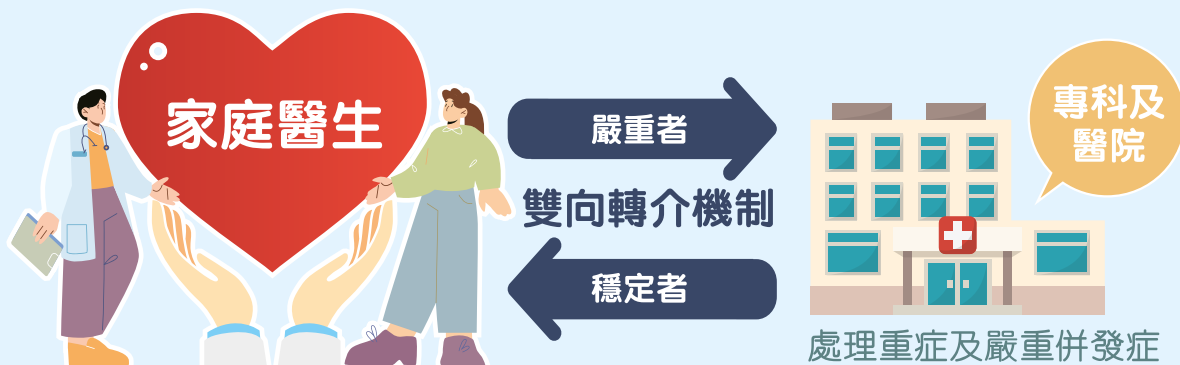 家庭醫生
嚴重者
雙向轉介機制
穩定者
專科及
醫院
處理重症及嚴重併發症